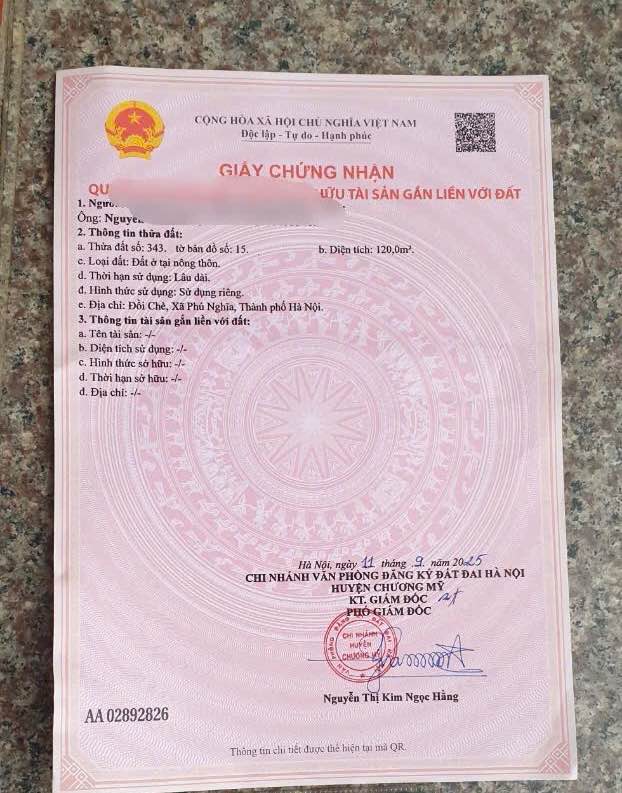 CỘNG HÒA XÃ HỘI CHỦ NGHĨA VIỆT NAM
Độc lập - Tự do - Hạnh phúc
GIẤY CHỨNG NHẬN
QU ỮU TÀI SẢN GẮN LIỀN VỚI ĐẤT
1. Ngườ
Ông: Nguyễ
2. Thông tin thửa đất:
a. Thửa đất số: 343. tờ bản đồ số: 15. b. Diện tích: 120,0m².
c. Loại đất: Đất ở tại nông thôn.
d. Thời hạn sử dụng: Lâu dài.
đ. Hình thức sử dụng: Sử dụng riêng.
e. Địa chỉ: Đồi Chè, Xã Phú Nghĩa, Thành phố Hà Nội.
3. Thông tin tài sản gắn liền với đất:
a. Tên tài sản: -/-
b. Diện tích sử dụng: -/-
c. Hình thức sở hữu: -/-
d. Thời hạn sở hữu: -/-
đ. Địa chỉ: -/-
Hà Nội, ngày 11 tháng 9 năm 2025
CHI NHÁNH VĂN PHÒNG ĐĂNG KÝ ĐẤT ĐAI HÀ NỘI
HUYỆN CHƯƠNG MỸ
KT. GIÁM ĐỐC
PHÓ GIÁM ĐỐC
CHI NHÁNH
HUYỆN
CHƯƠNG MỸ
Nguyễn Thị Kim Ngọc Hằng
AA 02892826
Thông tin chi tiết được thể hiện tại mã QR.